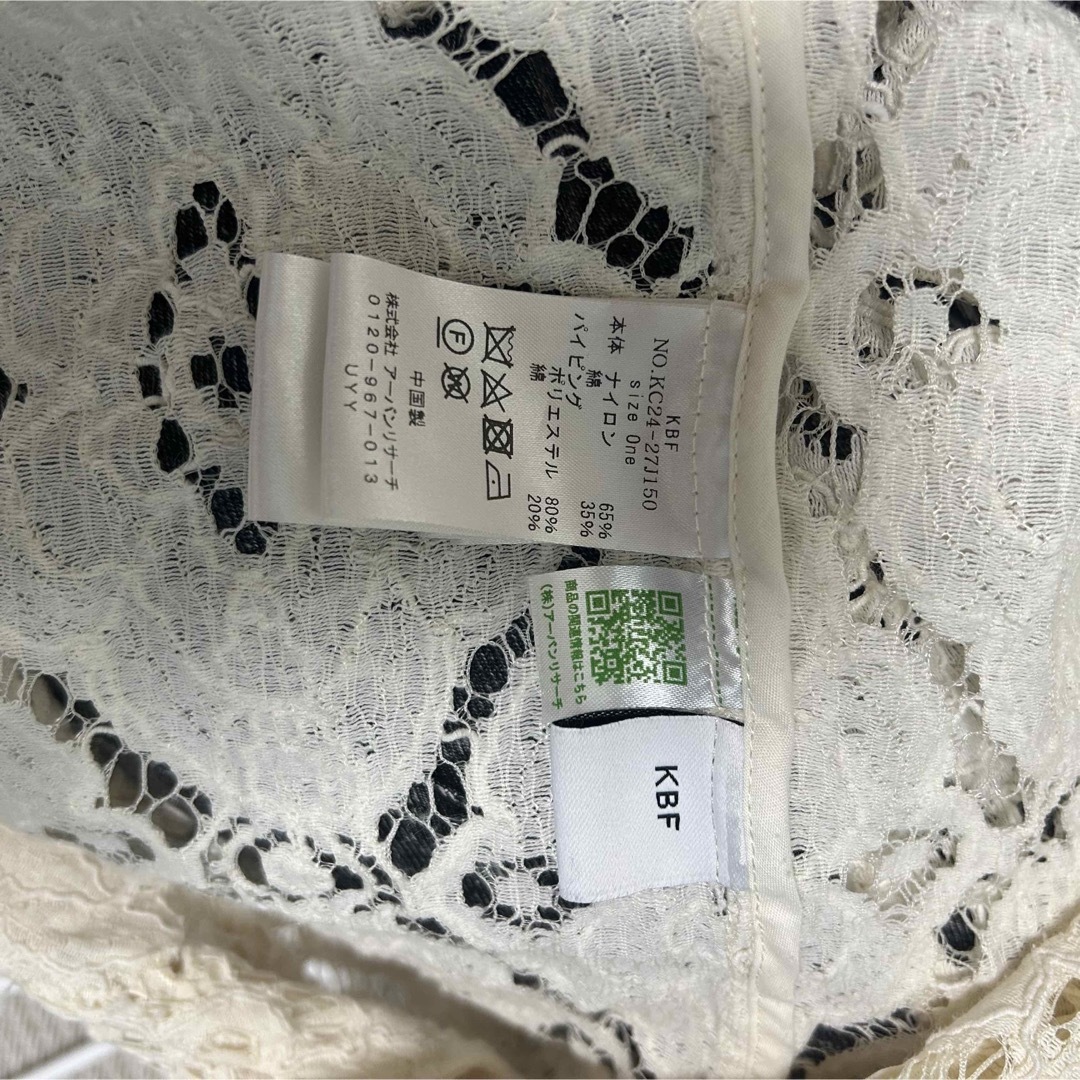 KBF
NO.KC24-27J150
size One
本体 ナイロン 65%
綿 35%
パイピング
ポリエステル 80%
綿 20%
中国製
株式会社 アーバンリサーチ
0120-967-013
UYY
商品の関連情報はこちら
(株)アーバンリサーチ
KBF